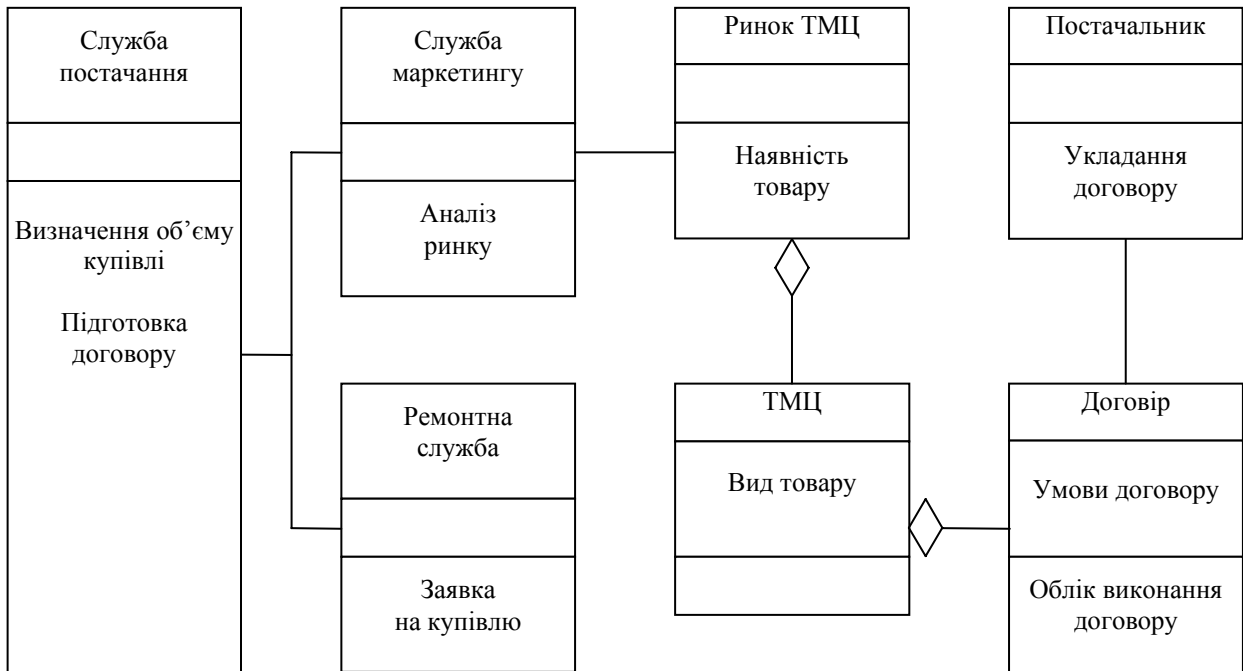 Служба
постачання
Визначення об’єму
купівлі
Підготовка
договору
Служба
маркетингу
Аналіз
ринку
Ремонтна
служба
Заявка
на купівлю
Ринок ТМЦ
Наявність
товару
ТМЦ
Вид товару
Постачальник
Укладання
договору
Договір
Умови договору
Облік виконання
договору